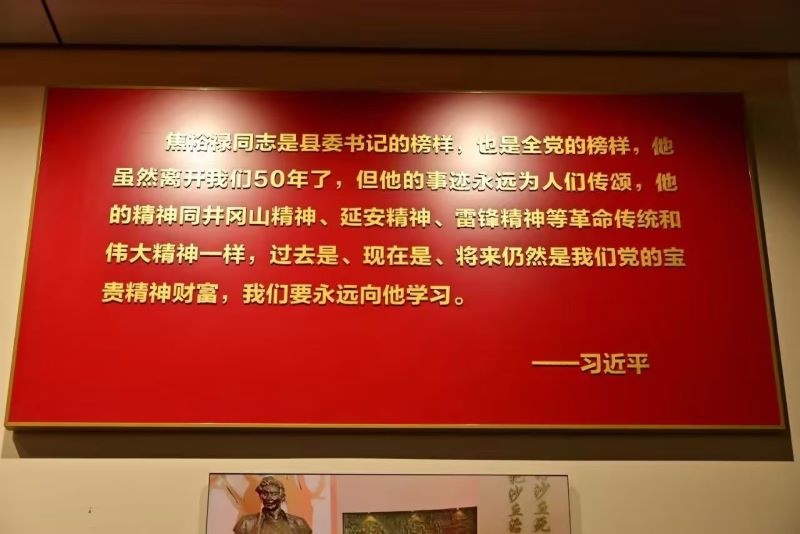 焦裕禄同志是县委书记的榜样，也是全党的榜样，他
虽然离开我们50年了，但他的事迹永远为人们传颂，他
的精神同井冈山精神、延安精神、雷锋精神等革命传统和
伟大精神一样，过去是、现在是、将来仍然是我们党的宝
贵精神财富，我们要永远向他学习。
——习近平